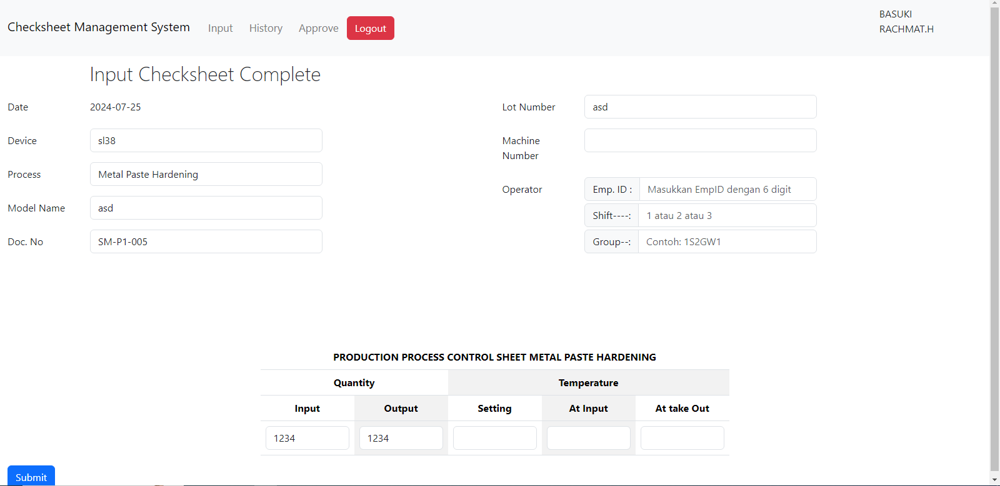 Checksheet Management System
Input
History
Approve
Logout
BASUKI
RACHMAT.H
Input Checksheet Complete
Date
2024-07-25
Device
sl38
Process
Metal Paste Hardening
Model Name
asd
Doc. No
SM-P1-005
Lot Number
asd
Machine
Number
Operator
Emp. ID :
Masukkan EmpID dengan 6 digit
Shift----:
1 atau 2 atau 3
Group--:
Contoh: 1S2GW1
PRODUCTION PROCESS CONTROL SHEET METAL PASTE HARDENING
Quantity
Temperature
Input
Output
Setting
At Input
At take Out
1234
1234
Submit